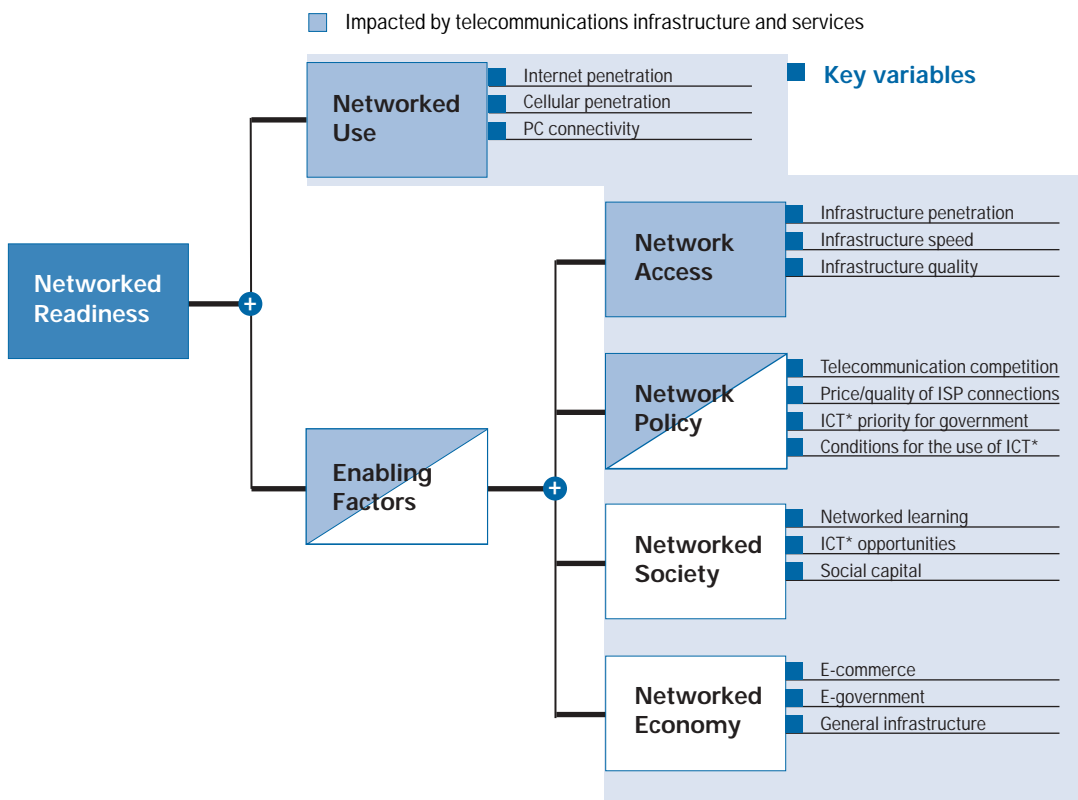 Impacted by telecommunications infrastructure and services
Key variables
Networked
Use
Internet penetration
Cellular penetration
PC connectivity
Networked
Readiness
+
Enabling
Factors
+
Network
Access
Infrastructure penetration
Infrastructure speed
Infrastructure quality
Network
Policy
Telecommunication competition
Price/quality of ISP connections
ICT* priority for government
Conditions for the use of ICT*
Networked
Society
Networked learning
ICT* opportunities
Social capital
Networked
Economy
E-commerce
E-government
General infrastructure